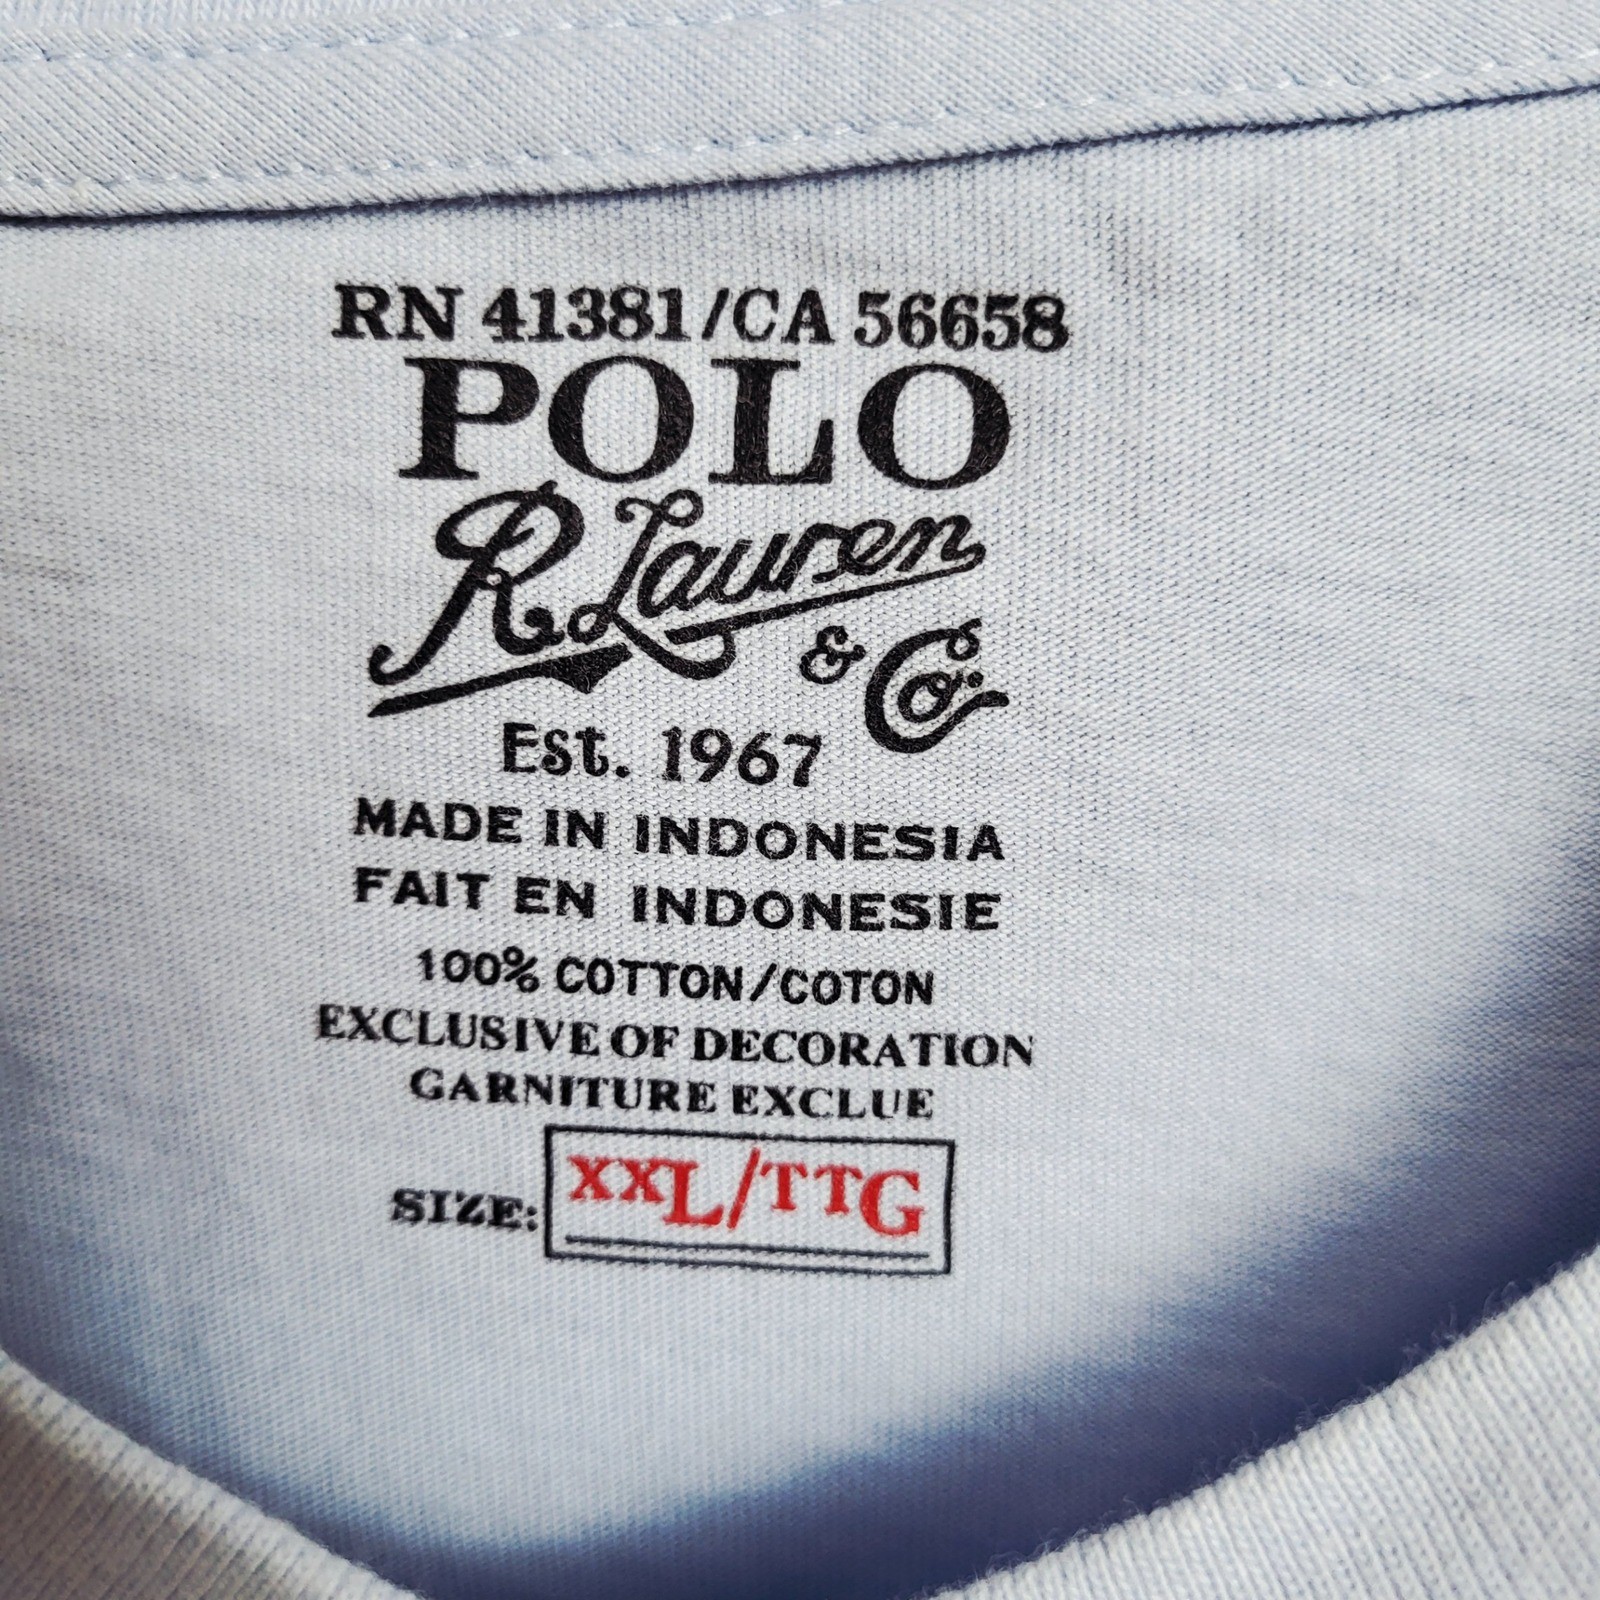 RN 41381/CA 56658
POLO
R Lauren
& Co.
Est. 1967
MADE IN INDONESIA
FAIT EN INDONESIE
100% COTTON/COTON
EXCLUSIVE OF DECORATION
GARNITURE EXCLUE
SIZE: XXL/TTG